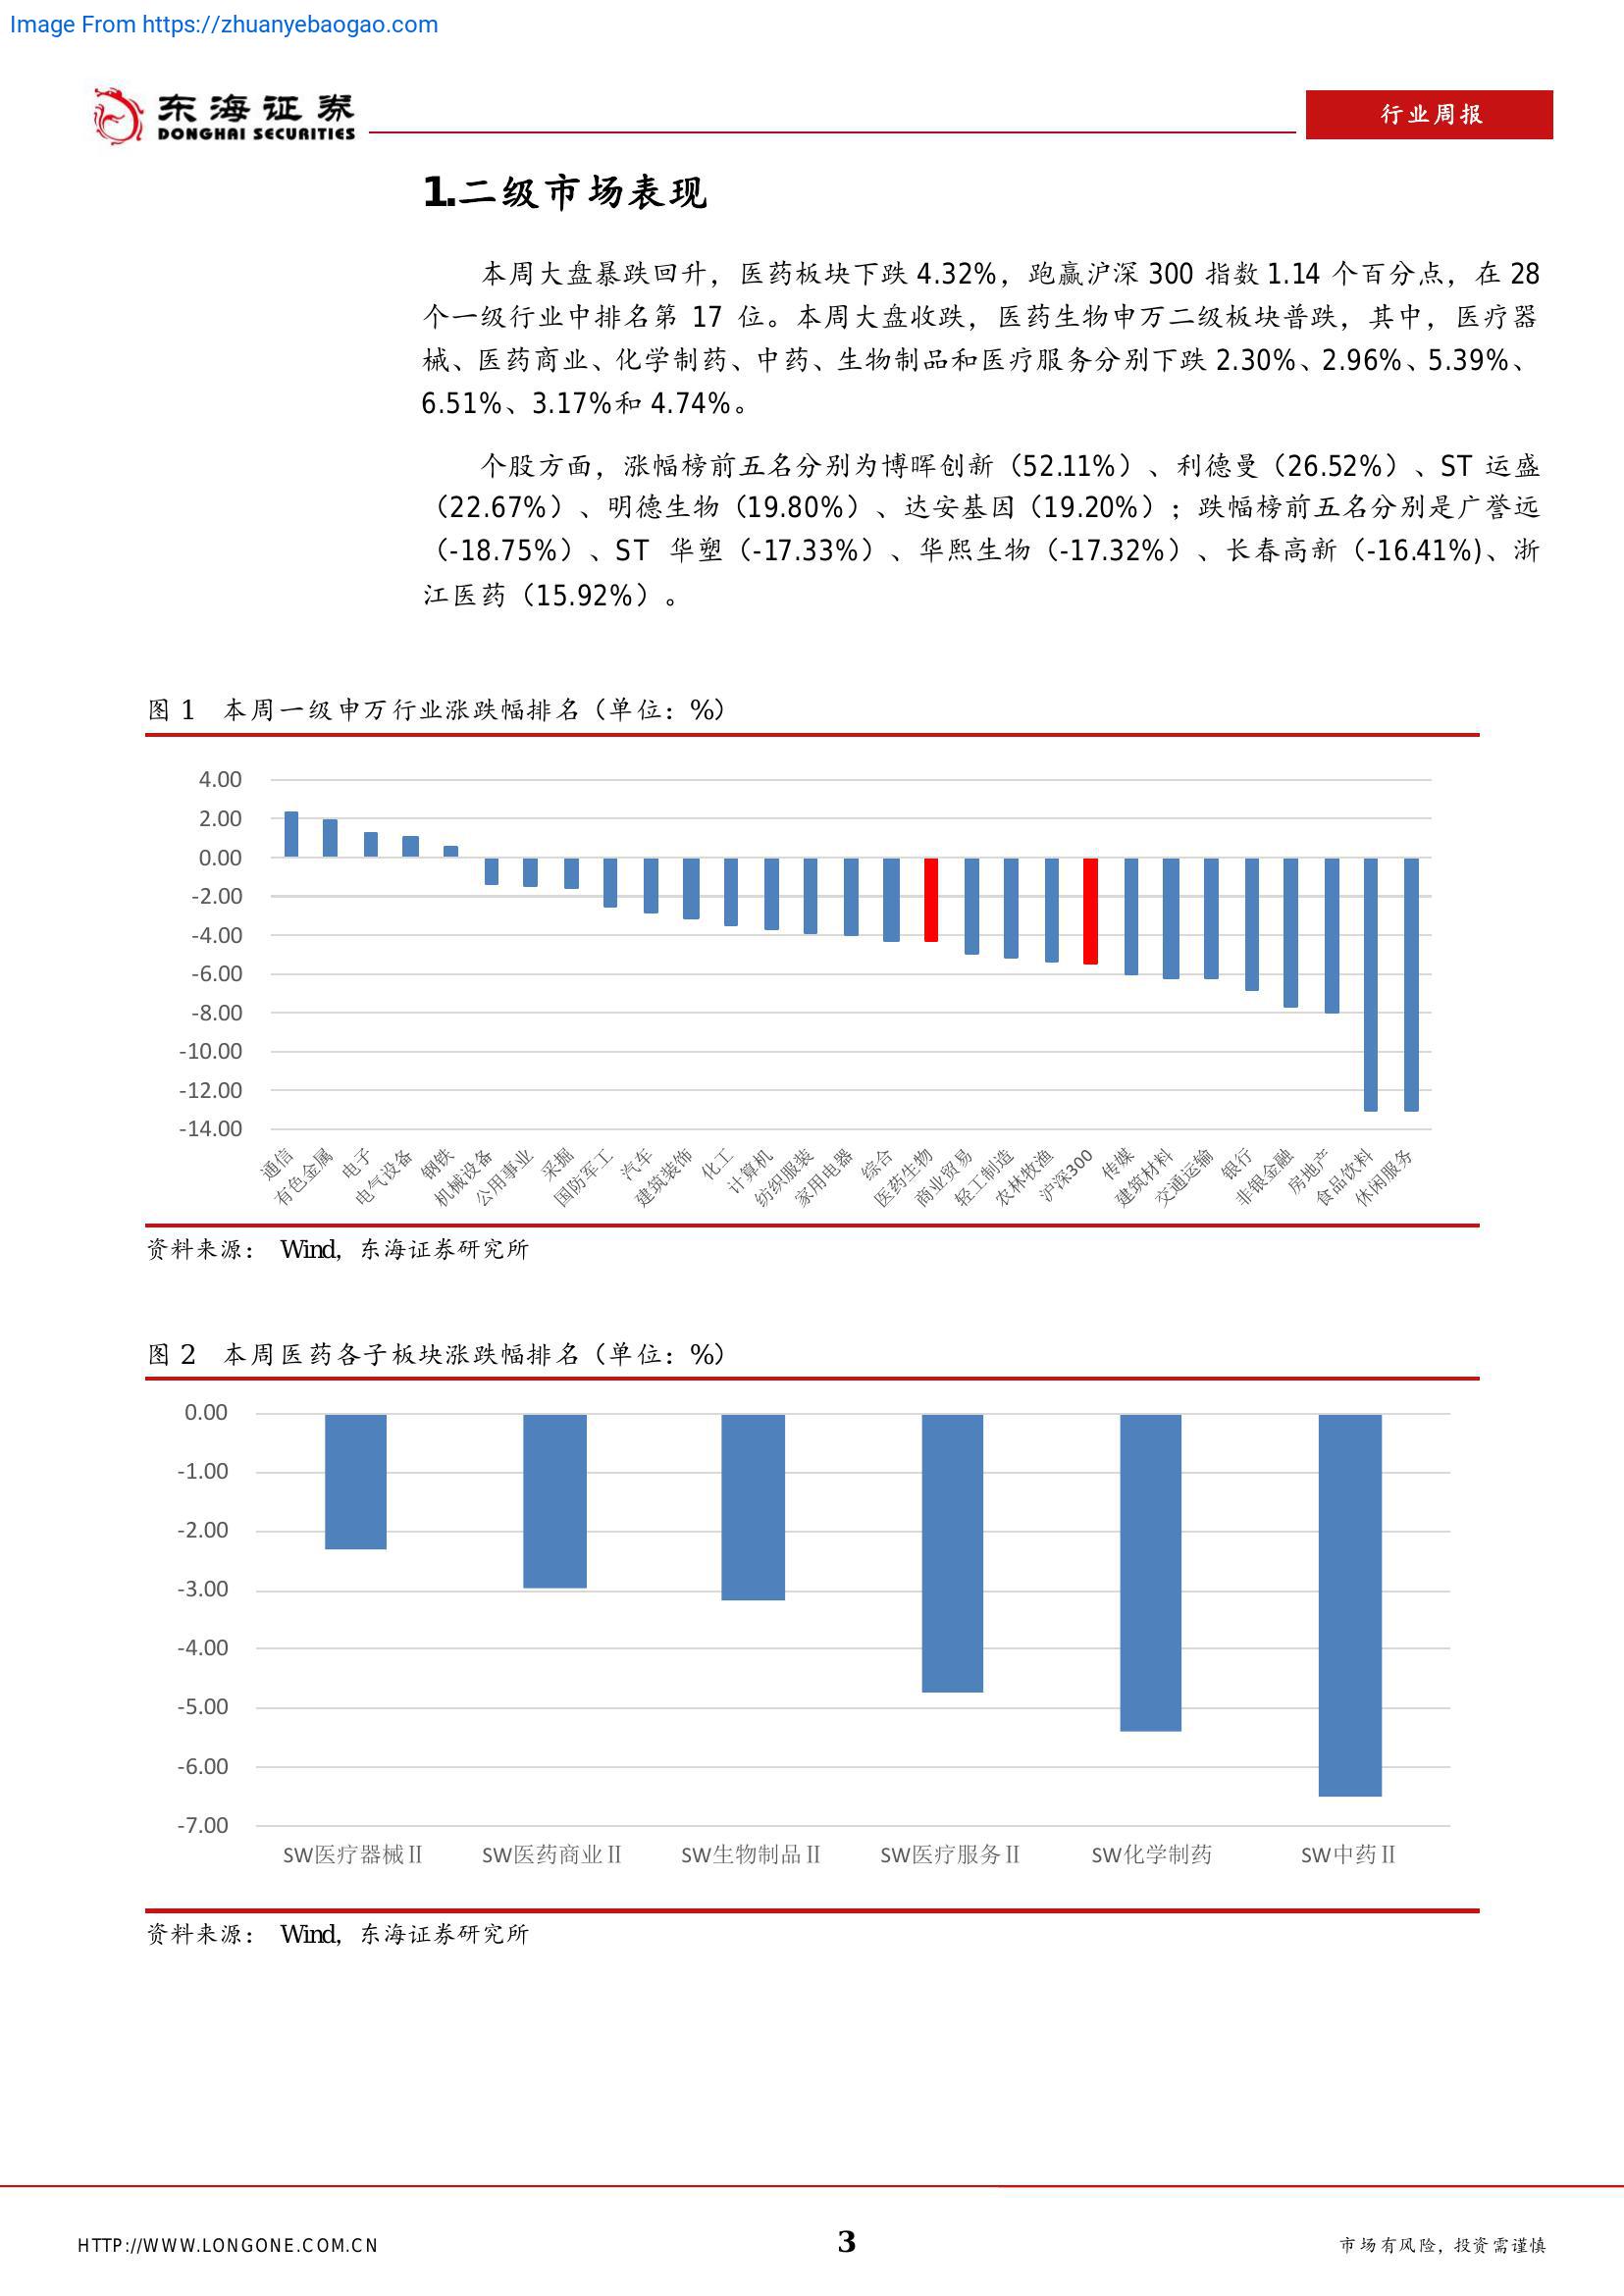 Image From https://zhuanyebaogao.com
东海证券
DONGHAI SECURITIES
行业周报
1.二级市场表现
本周大盘暴跌回升，医药板块下跌 4.32%，跑赢沪深 300 指数 1.14 个百分点，在 28
个一级行业中排名第 17 位。本周大盘收跌，医药生物申万二级板块普跌，其中，医疗器
械、医药商业、化学制药、中药、生物制品和医疗服务分别下跌 2.30%、2.96%、5.39%、
6.51%、3.17%和 4.74%。
个股方面，涨幅榜前五名分别为博晖创新（52.11%）、利德曼（26.52%）、ST 运盛
（22.67%）、明德生物（19.80%）、达安基因（19.20%）；跌幅榜前五名分别是广誉远
（-18.75%）、ST 华塑（-17.33%）、华熙生物（-17.32%）、长春高新（-16.41%)、浙
江医药（15.92%）。
图 1 本周一级申万行业涨跌幅排名（单位：%）
4.00
2.00
0.00
-2.00
-4.00
-6.00
-8.00
-10.00
-12.00
-14.00
通信
有色金属
电子
电气设备
钢铁
机械设备
公用事业
采掘
国防军工
汽车
建筑装饰
化工
计算机
纺织服装
家用电器
综合
医药生物
商业贸易
轻工制造
农林牧渔
沪深300
传媒
建筑材料
交通运输
银行
非银金融
房地产
食品饮料
休闲服务
资料来源： Wind，东海证券研究所
图 2 本周医药各子板块涨跌幅排名（单位：%）
0.00
-1.00
-2.00
-3.00
-4.00
-5.00
-6.00
-7.00
SW医疗器械Ⅱ
SW医药商业Ⅱ
SW生物制品Ⅱ
SW医疗服务Ⅱ
SW化学制药
SW中药Ⅱ
资料来源： Wind，东海证券研究所
HTTP://WWW.LONGONE.COM.CN
3
市场有风险，投资需谨慎